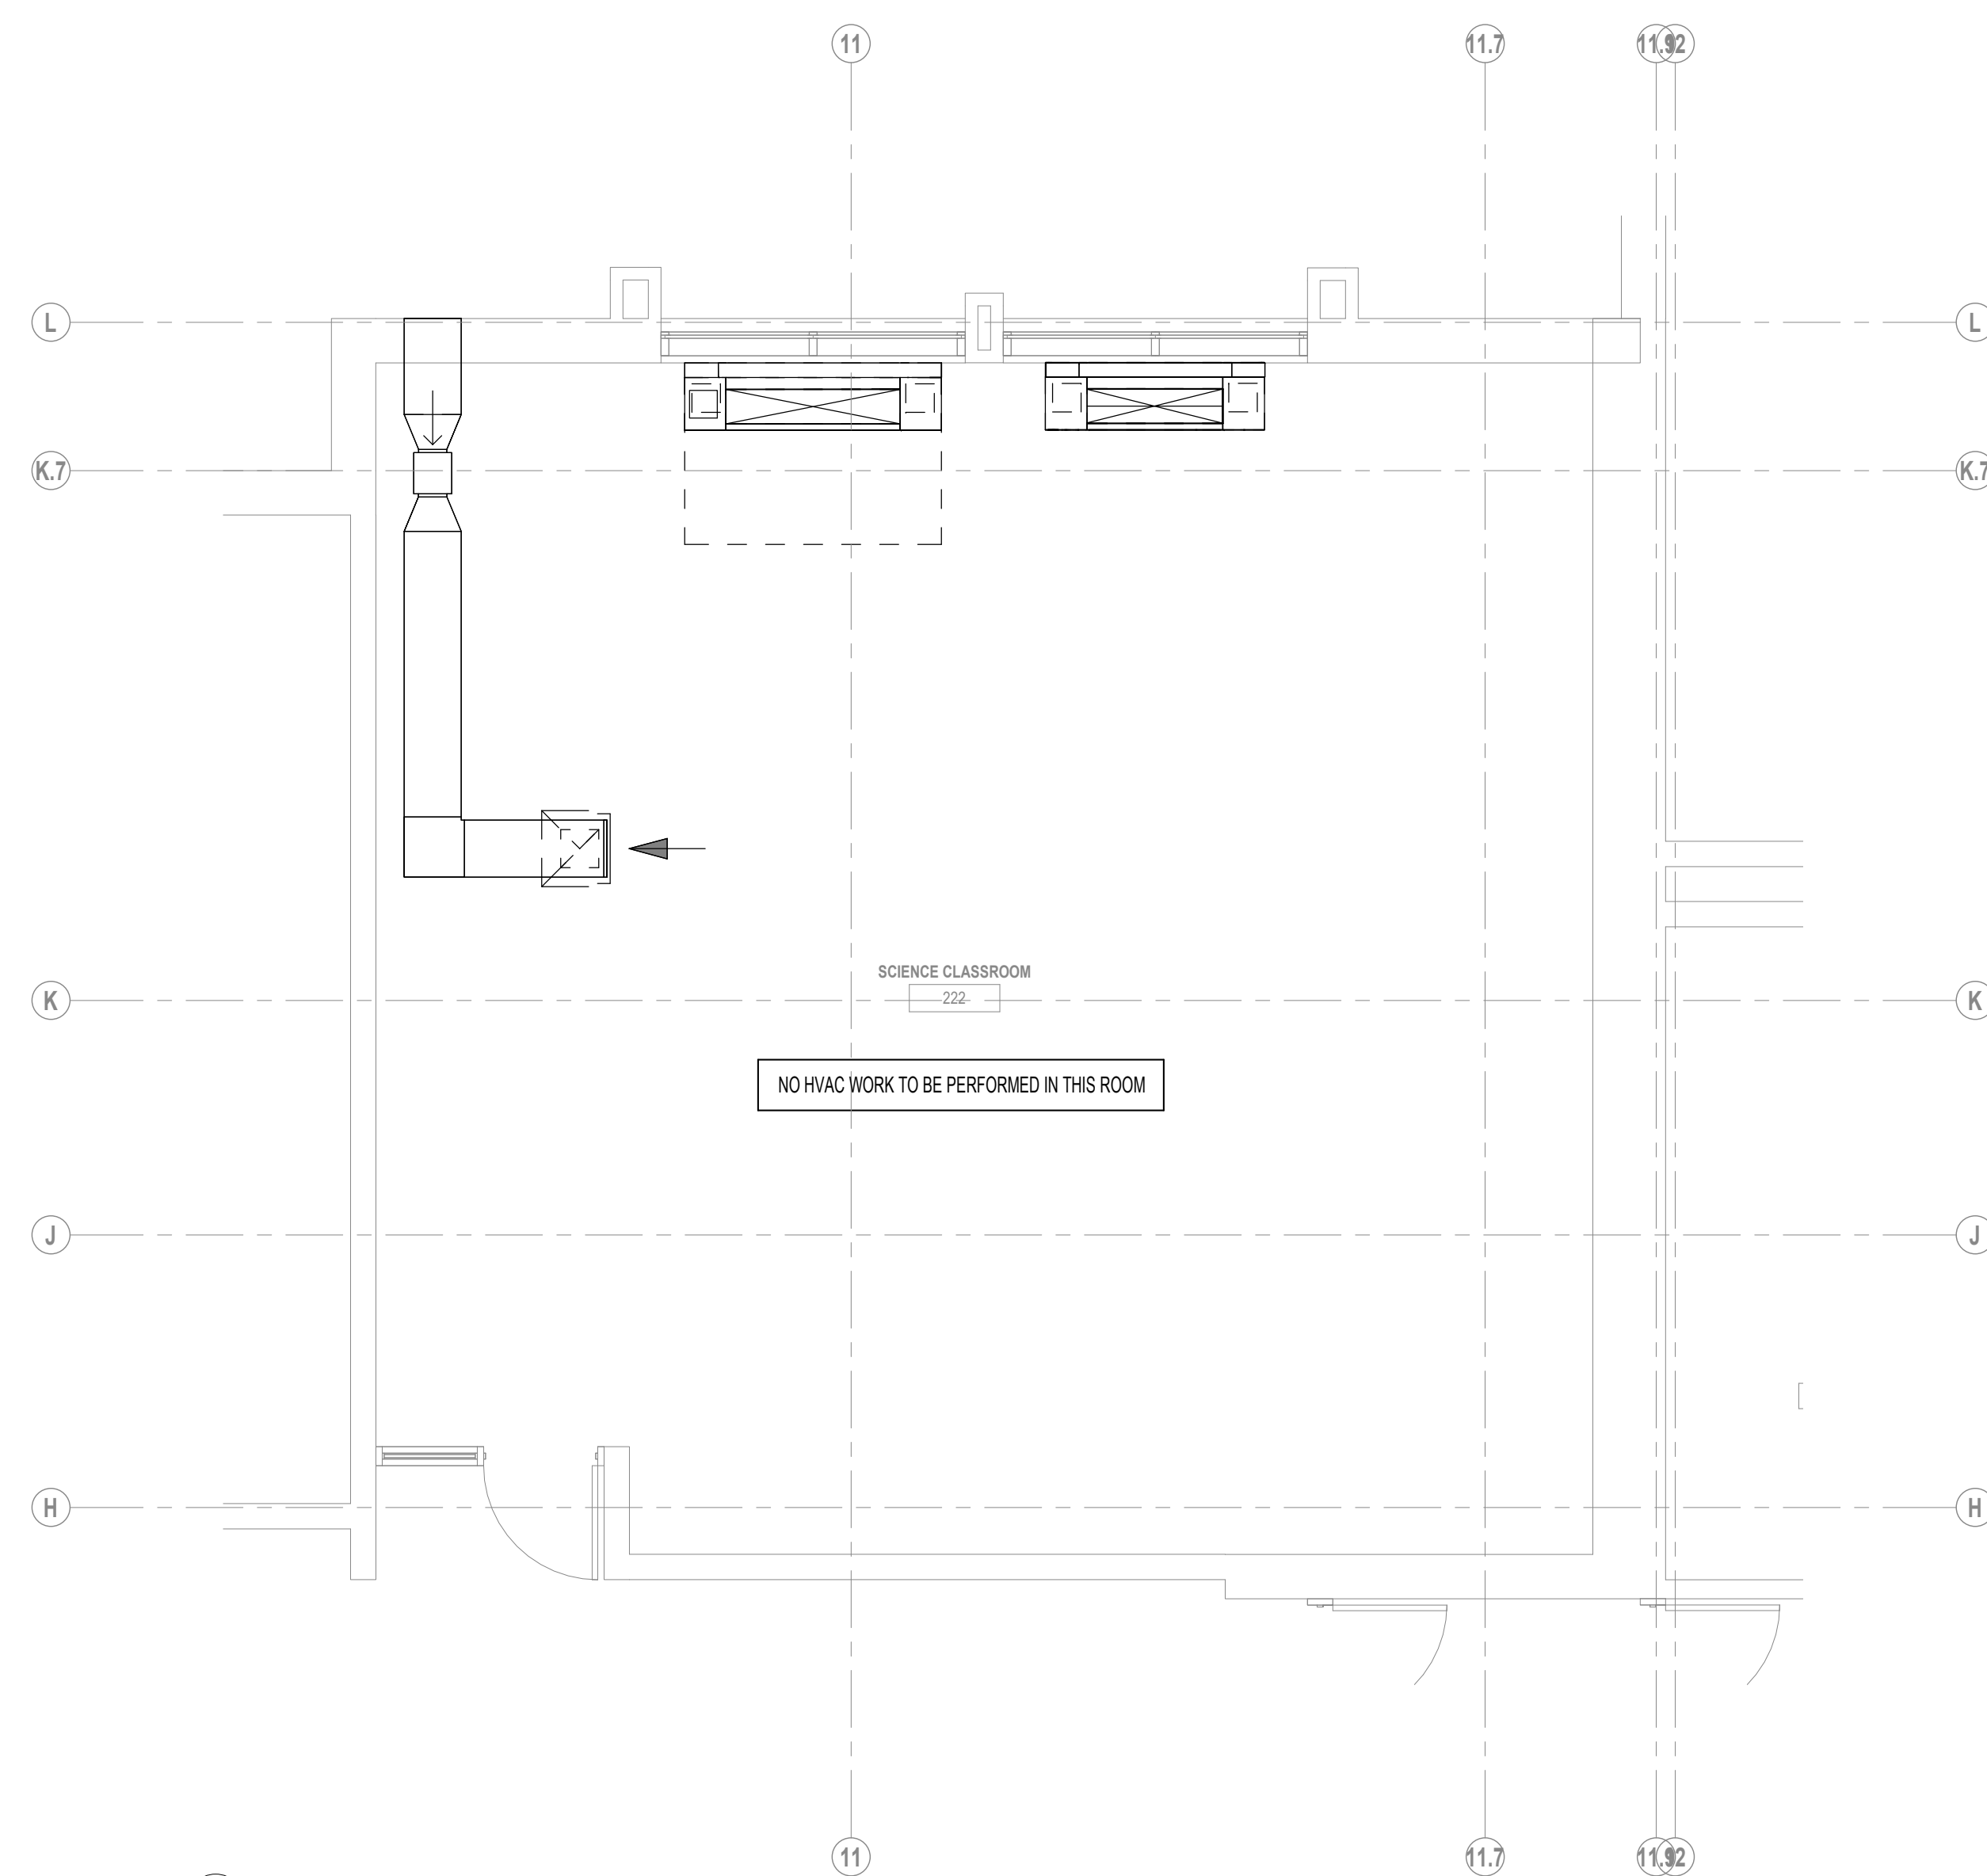 11 11.7 11.9 12
L L
K.7 K.7
SCIENCE CLASSROOM
222
K K
NO HVAC WORK TO BE PERFORMED IN THIS ROOM
J J
H H
11 11.7 11.9 12